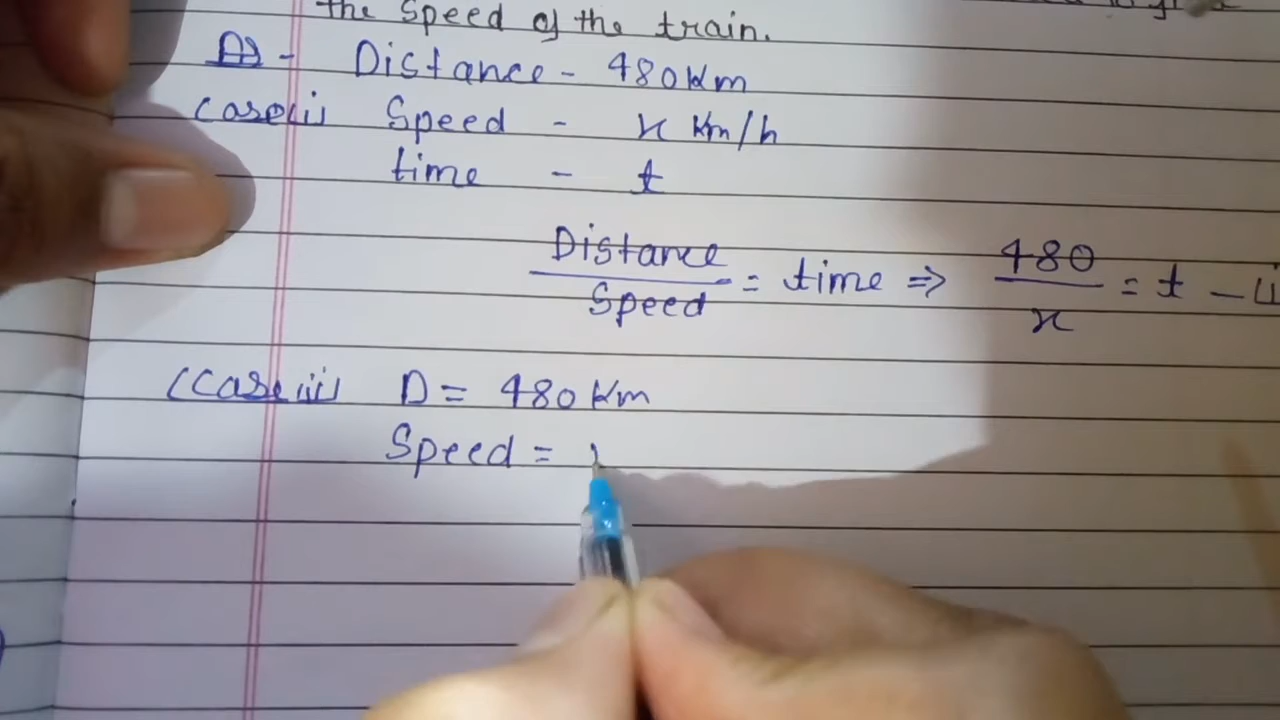 the Speed of the train.
A) - Distance - 480 Km
Case(i) Speed - x Km/h
time - t
Distance/Speed = time ⇒ 480/x = t - (i
(Case (ii) D = 480 Km
Speed =